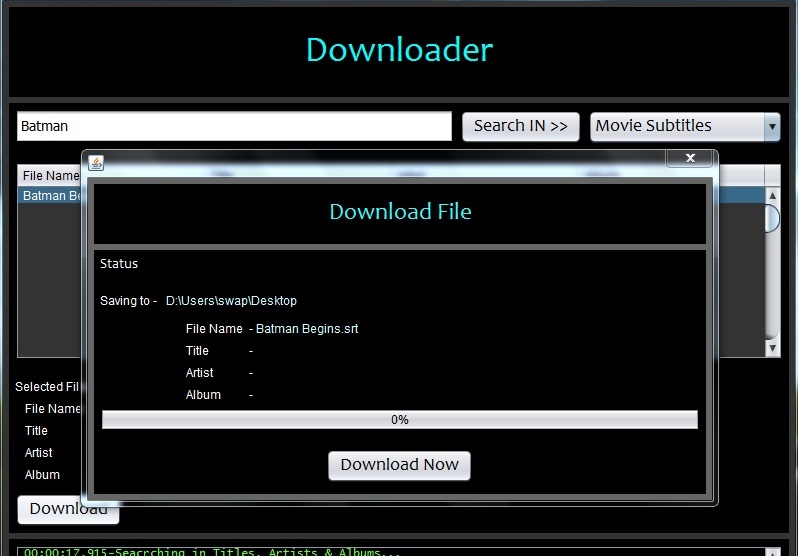 Downloader
Batman
Search IN >>
Movie Subtitles
File Name
Batman Be
Download File
Status
Saving to - D:\Users\swap\Desktop
File Name - Batman Begins.srt
Title -
Artist -
Album -
0%
Download Now
Selected Fil
File Name
Title
Artist
Album
Download
00:00:17.915-Seacrching in Titles, Artists & Albums...